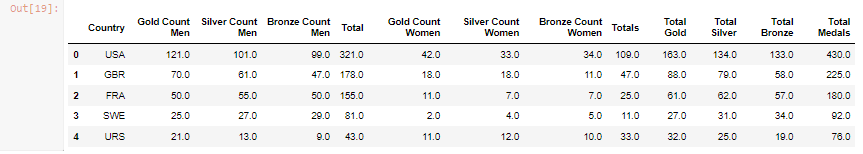 Out[19]:
Country Gold Count Men Silver Count Men Bronze Count Men Total Gold Count Women Silver Count Women Bronze Count Women Totals Total Gold Total Silver Total Bronze Total Medals
0 USA 121.0 101.0 99.0 321.0 42.0 33.0 34.0 109.0 163.0 134.0 133.0 430.0
1 GBR 70.0 61.0 47.0 178.0 18.0 18.0 11.0 47.0 88.0 79.0 58.0 225.0
2 FRA 50.0 55.0 50.0 155.0 11.0 7.0 7.0 25.0 61.0 62.0 57.0 180.0
3 SWE 25.0 27.0 29.0 81.0 2.0 4.0 5.0 11.0 27.0 31.0 34.0 92.0
4 URS 21.0 13.0 9.0 43.0 11.0 12.0 10.0 33.0 32.0 25.0 19.0 76.0